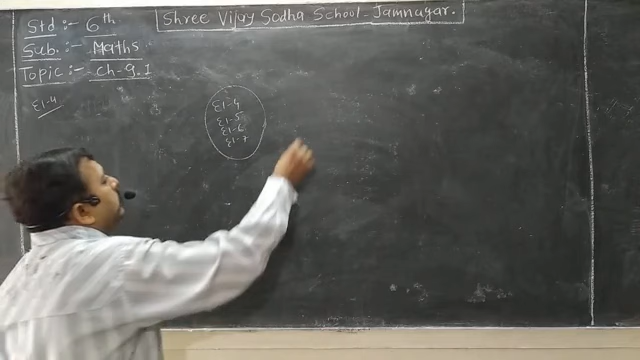 Shree Vijay Sodha School - Jamnagar.
Std :- 6th
Sub. :- Maths
Topic :- Ch-9.1
દા-4
દા-4
દા-5
દા-6
દા-7